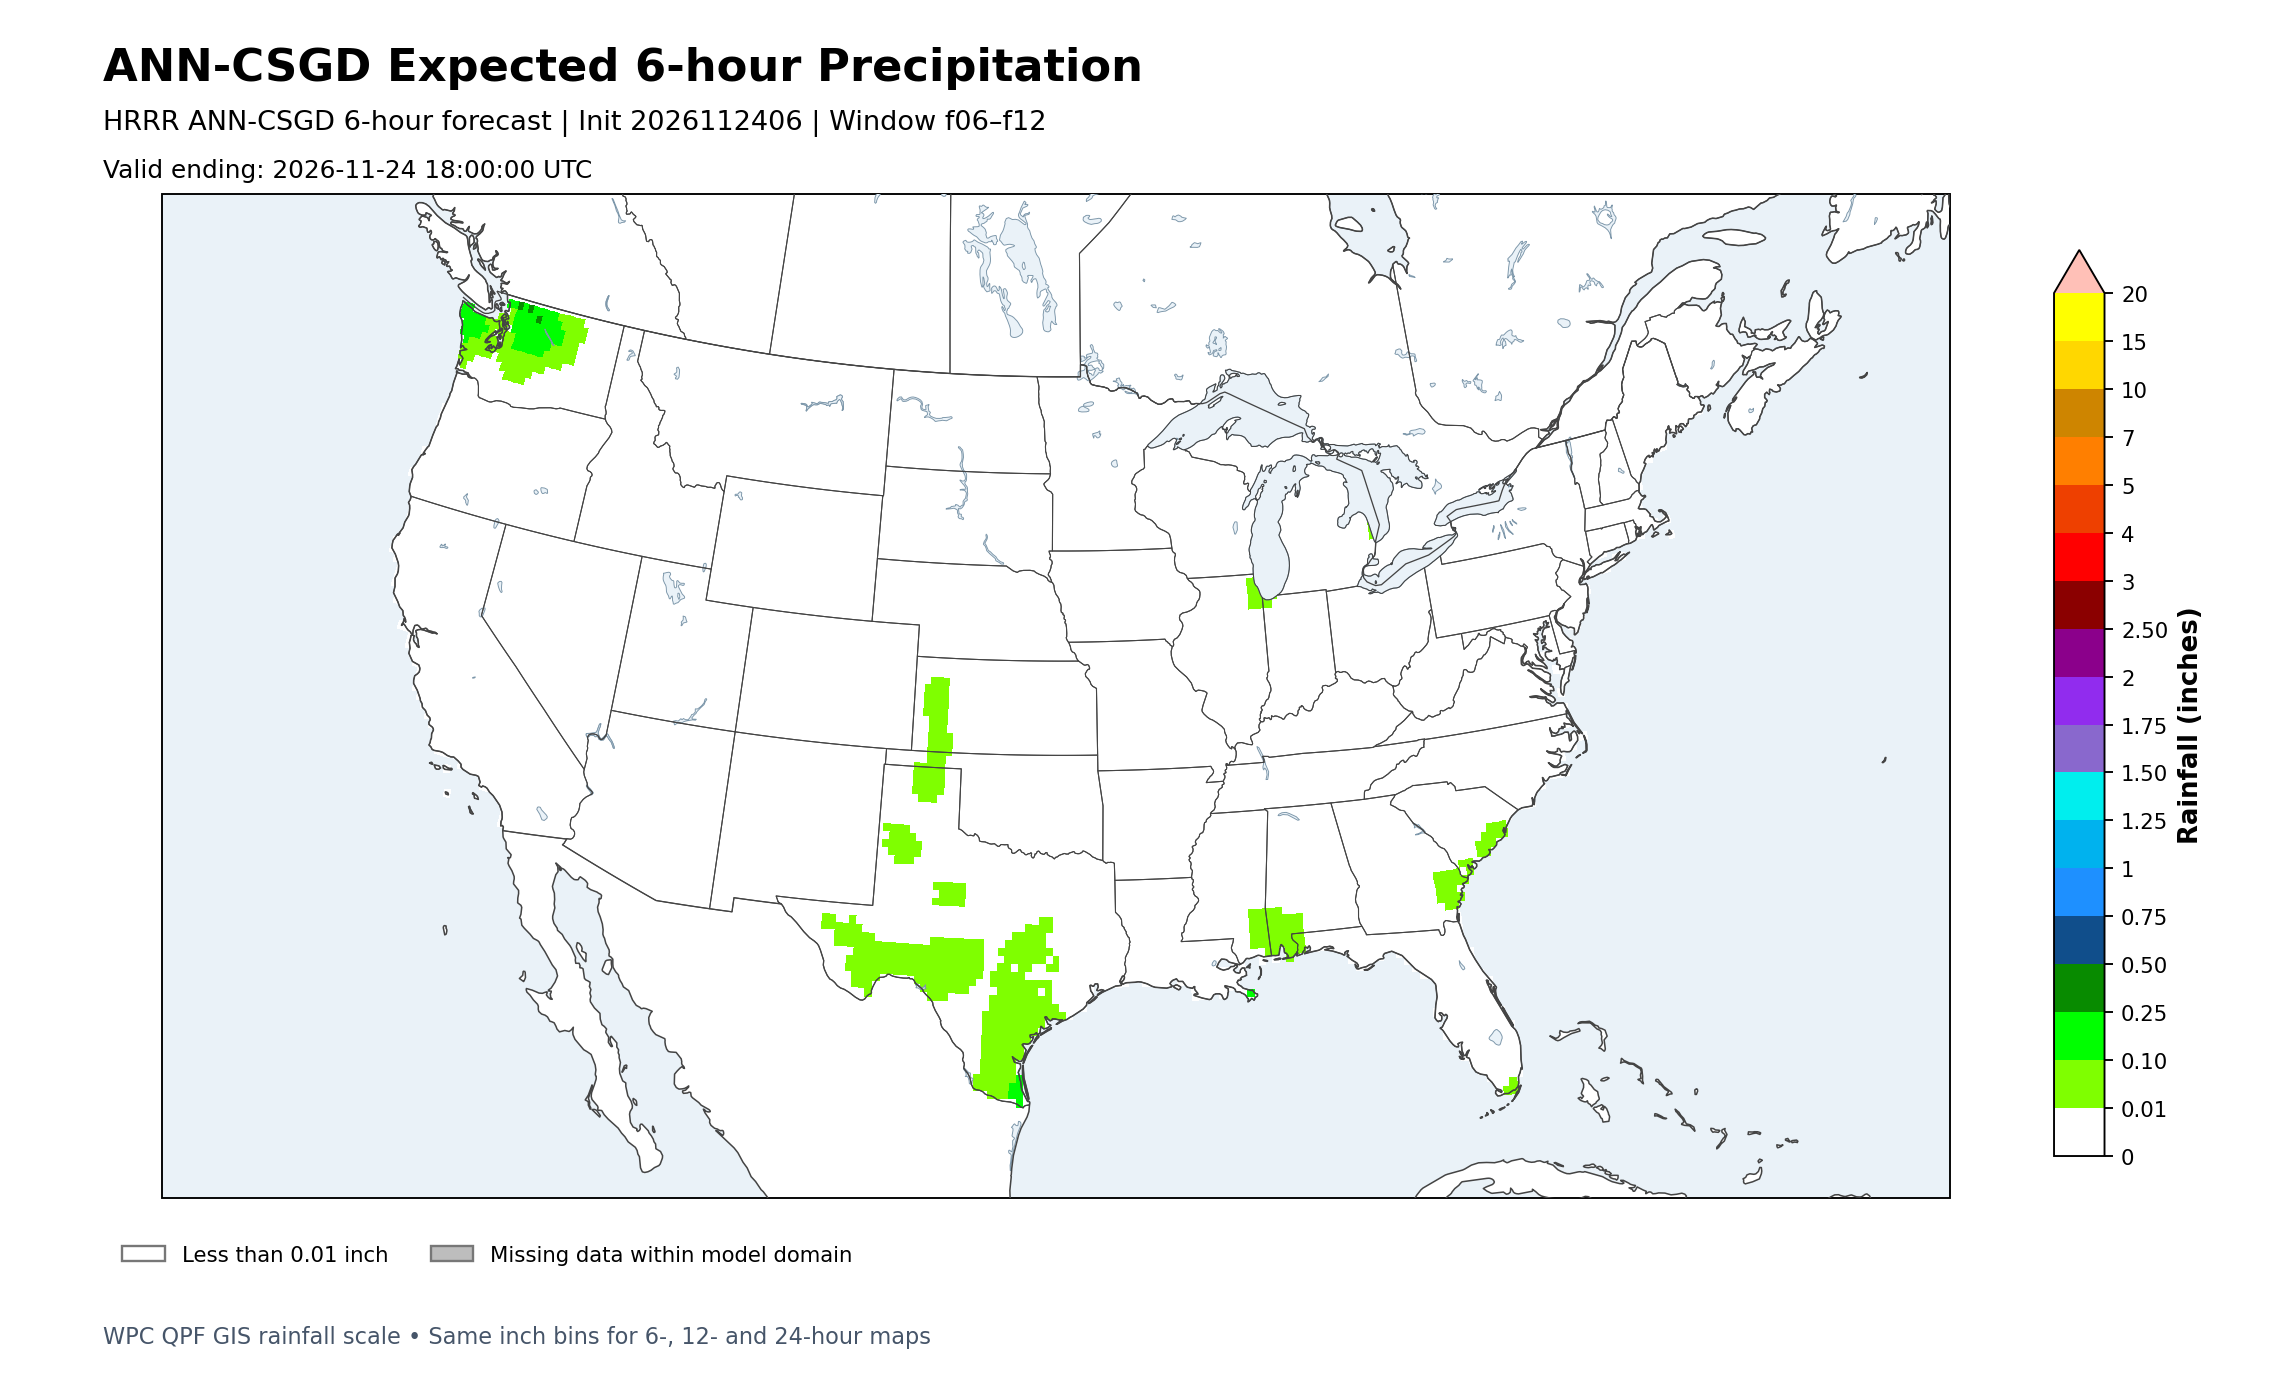 ANN-CSGD Expected 6-hour Precipitation
HRRR ANN-CSGD 6-hour forecast | Init 2026112406 | Window f06–f12
Valid ending: 2026-11-24 18:00:00 UTC
20
15
10
7
5
4
3
2.50
2
1.75
1.50
1.25
1
0.75
0.50
0.25
0.10
0.01
0
Rainfall (inches)
Less than 0.01 inch
Missing data within model domain
WPC QPF GIS rainfall scale • Same inch bins for 6-, 12- and 24-hour maps